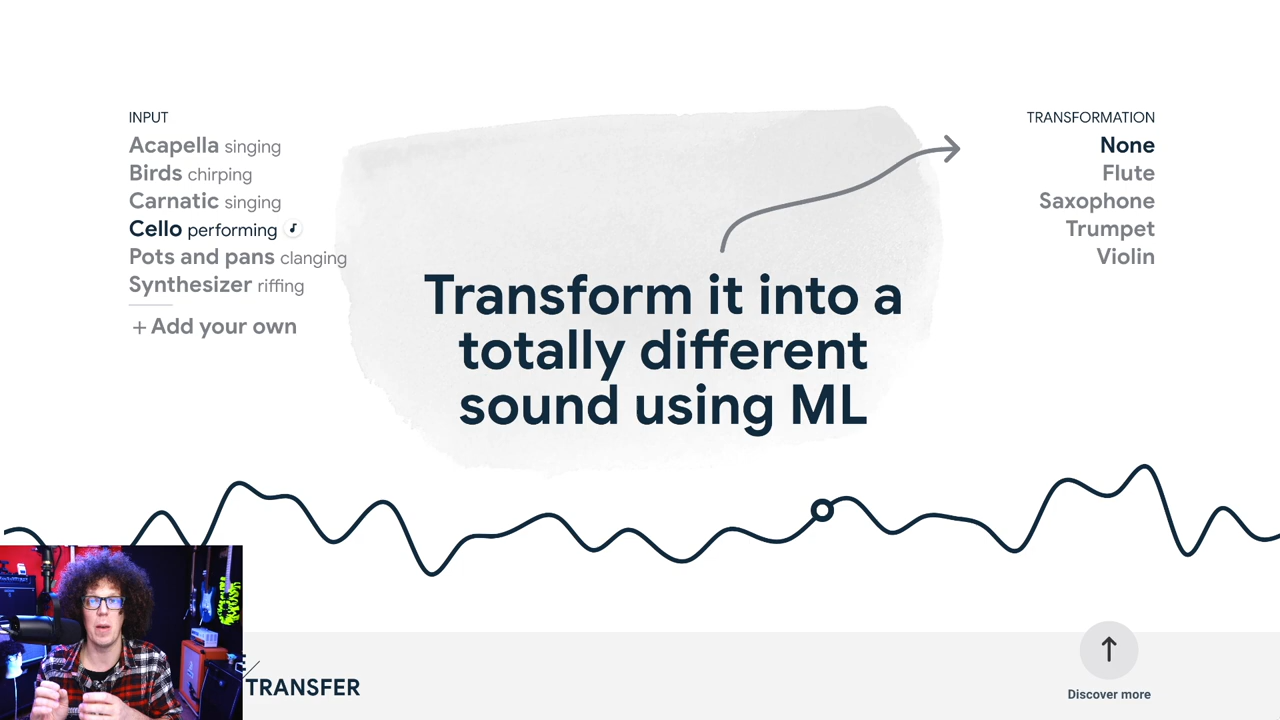 INPUT
Acapella singing
Birds chirping
Carnatic singing
Cello performing
Pots and pans clanging
Synthesizer riffing
+ Add your own
TRANSFORMATION
None
Flute
Saxophone
Trumpet
Violin
Transform it into a
totally different
sound using ML
TRANSFER
Discover more